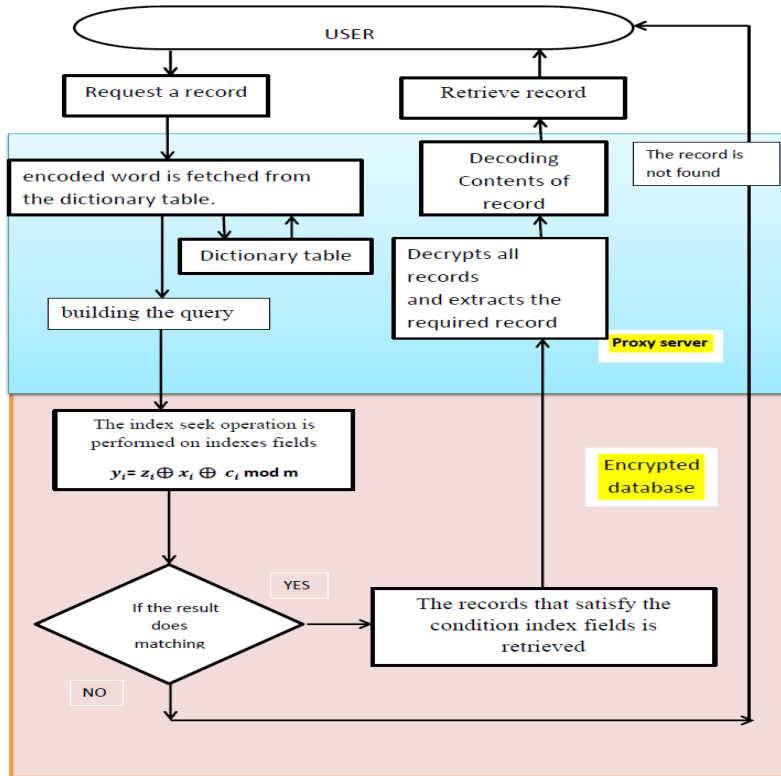 USER
Request a record
Retrieve record
encoded word is fetched from
the dictionary table.
Dictionary table
building the query
Decoding
Contents of
record
Decrypts all
records
and extracts the
required record
The record is
not found
Proxy server
The index seek operation is
performed on indexes fields
yᵢ= zᵢ⊕ xᵢ ⊕ cᵢ mod m
Encrypted
database
If the result
does
matching
YES
The records that satisfy the
condition index fields is
retrieved
NO